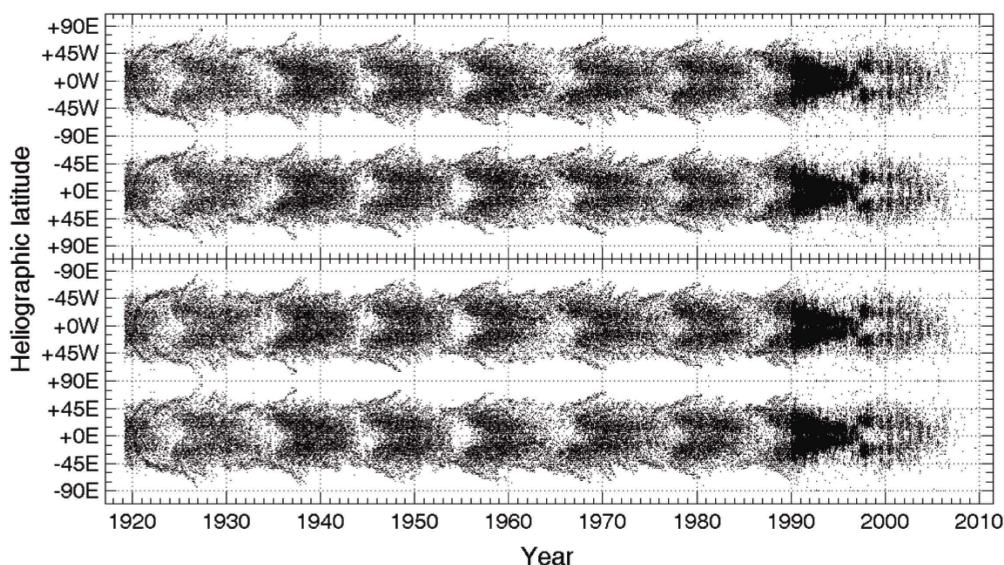 +90E
+45W
+0W
-45W
-90E
-45E
+0E
+45E
+90E
-90E
-45W
+0W
+45W
+90E
+45E
+0E
-45E
-90E
Heliographic latitude
1920 1930 1940 1950 1960 1970 1980 1990 2000 2010
Year